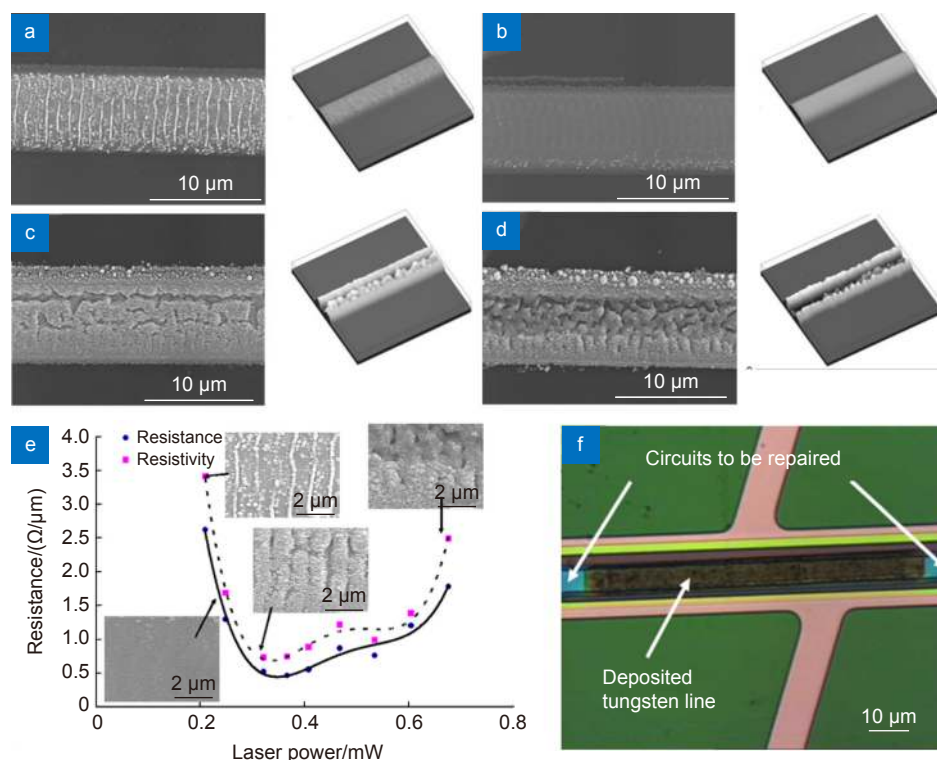 a
10 μm
b
10 μm
c
10 μm
d
10 μm
e
4.0
3.5
3.0
2.5
2.0
1.5
1.0
0.5
0
Resistance/(Ω/μm)
Resistance
Resistivity
2 μm
2 μm
2 μm
2 μm
0
0.2
0.4
0.6
0.8
Laser power/mW
f
Circuits to be repaired
Deposited
tungsten line
10 μm